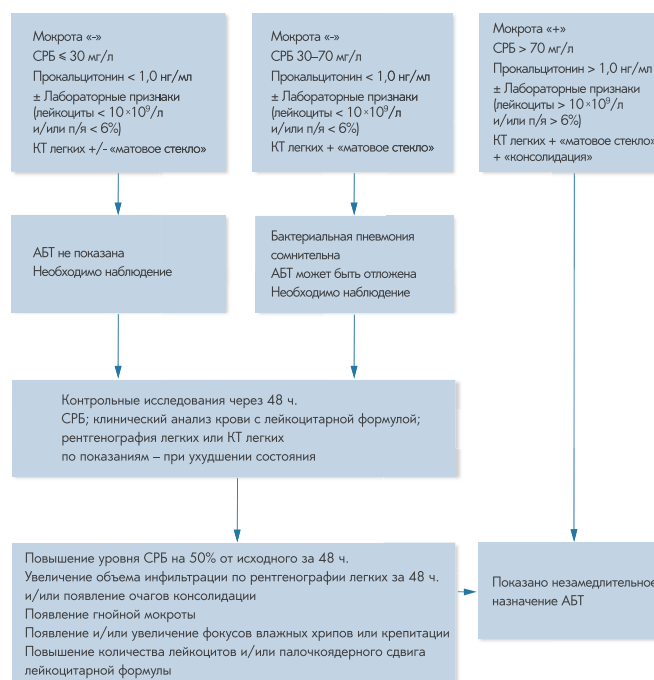 Мокрота «-»
СРБ ≤ 30 мг/л
Прокальцитонин < 1,0 нг/мл
± Лабораторные признаки
(лейкоциты < 10×10⁹/л
и/или п/я < 6%)
КТ легких +/- «матовое стекло»
Мокрота «-»
СРБ 30–70 мг/л
Прокальцитонин < 1,0 нг/мл
± Лабораторные признаки
(лейкоциты < 10×10⁹/л
и/или п/я < 6%)
КТ легких + «матовое стекло»
Мокрота «+»
СРБ > 70 мг/л
Прокальцитонин > 1,0 нг/мл
± Лабораторные признаки
(лейкоциты > 10×10⁹/л
и/или п/я > 6%)
КТ легких + «матовое стекло»
+ «консолидация»
АБТ не показана
Необходимо наблюдение
Бактериальная пневмония
сомнительна
АБТ может быть отложена
Необходимо наблюдение
Контрольные исследования через 48 ч.
СРБ; клинический анализ крови с лейкоцитарной формулой;
рентгенография легких или КТ легких
по показаниям – при ухудшении состояния
Повышение уровня СРБ на 50% от исходного за 48 ч.
Увеличение объема инфильтрации по рентгенографии легких за 48 ч.
и/или появление очагов консолидации
Появление гнойной мокроты
Появление и/или увеличение фокусов влажных хрипов или крепитации
Повышение количества лейкоцитов и/или палочкоядерного сдвига
лейкоцитарной формулы
Показано незамедлительное
назначение АБТ